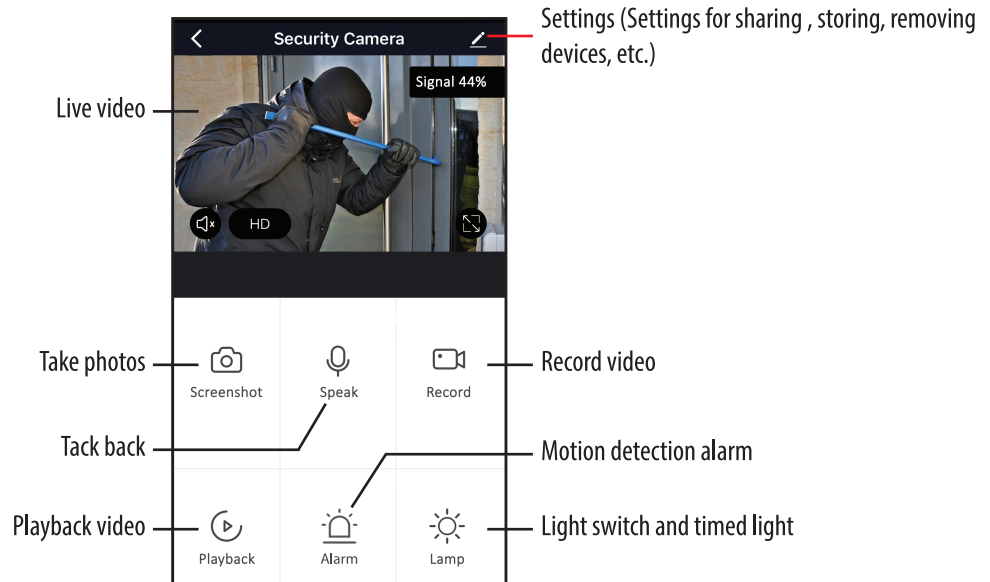 Settings (Settings for sharing , storing, removing
devices, etc.)
Security Camera
Signal 44%
Live video
HD
Take photos
Screenshot
Speak
Record
Record video
Tack back
Motion detection alarm
Playback video
Playback
Alarm
Lamp
Light switch and timed light